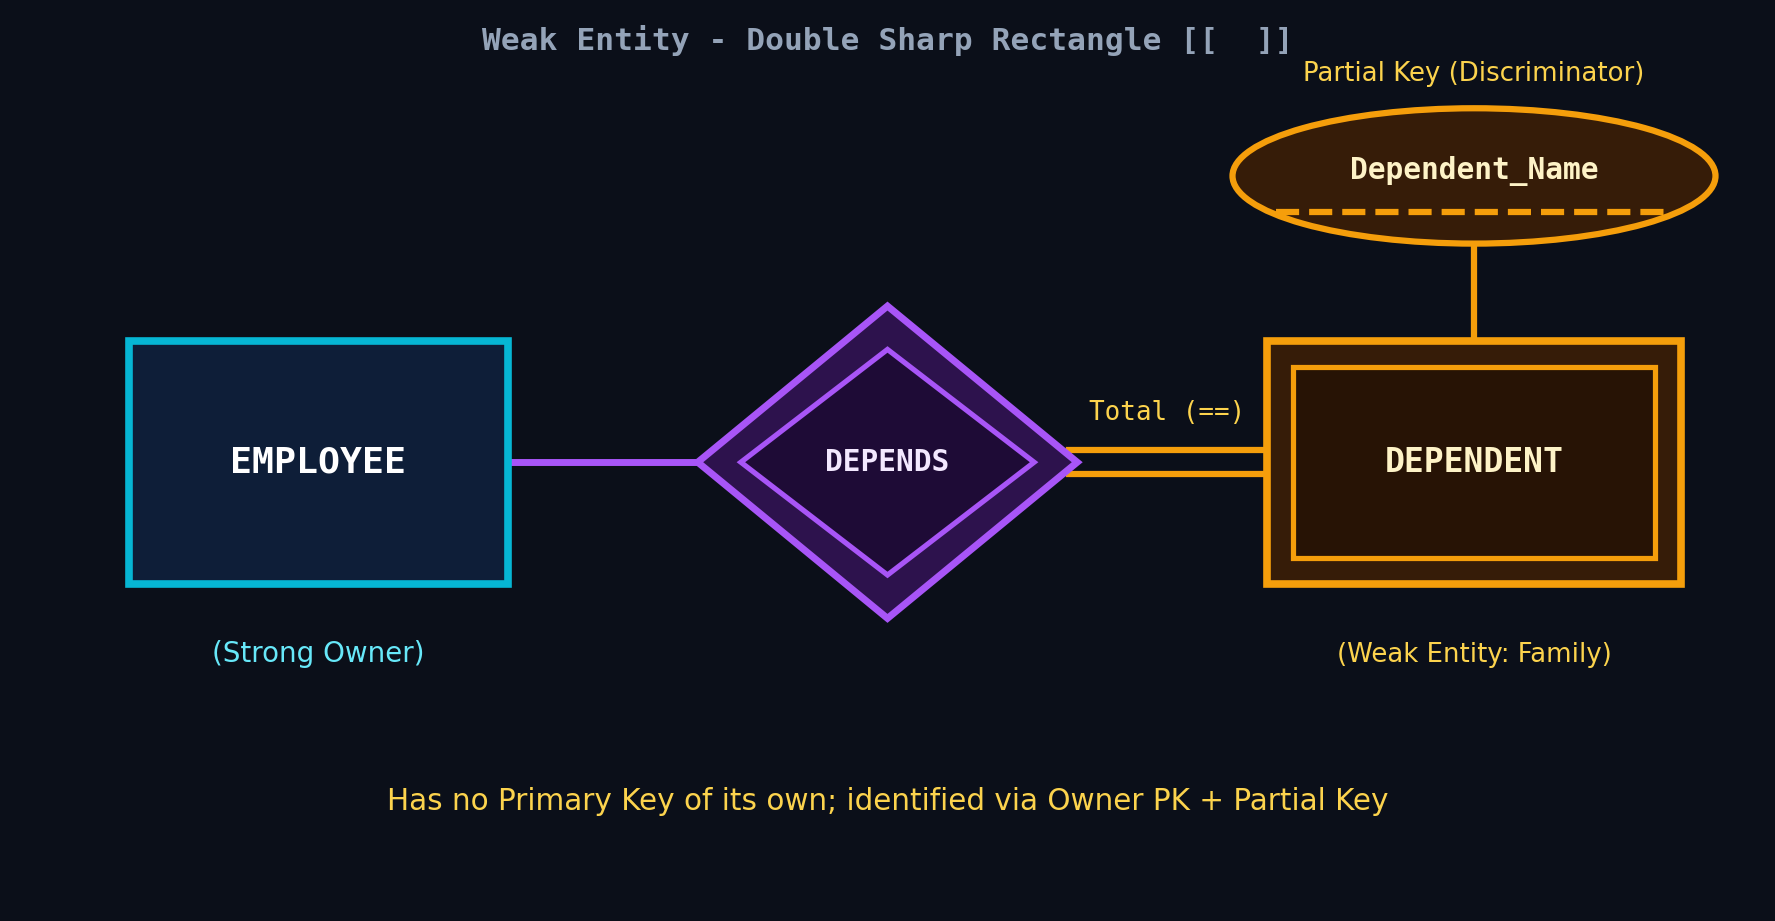 Weak Entity - Double Sharp Rectangle [[  ]]
Partial Key (Discriminator)
Dependent_Name
Total (==)
EMPLOYEE
DEPENDS
DEPENDENT
(Strong Owner)
(Weak Entity: Family)
Has no Primary Key of its own; identified via Owner PK + Partial Key